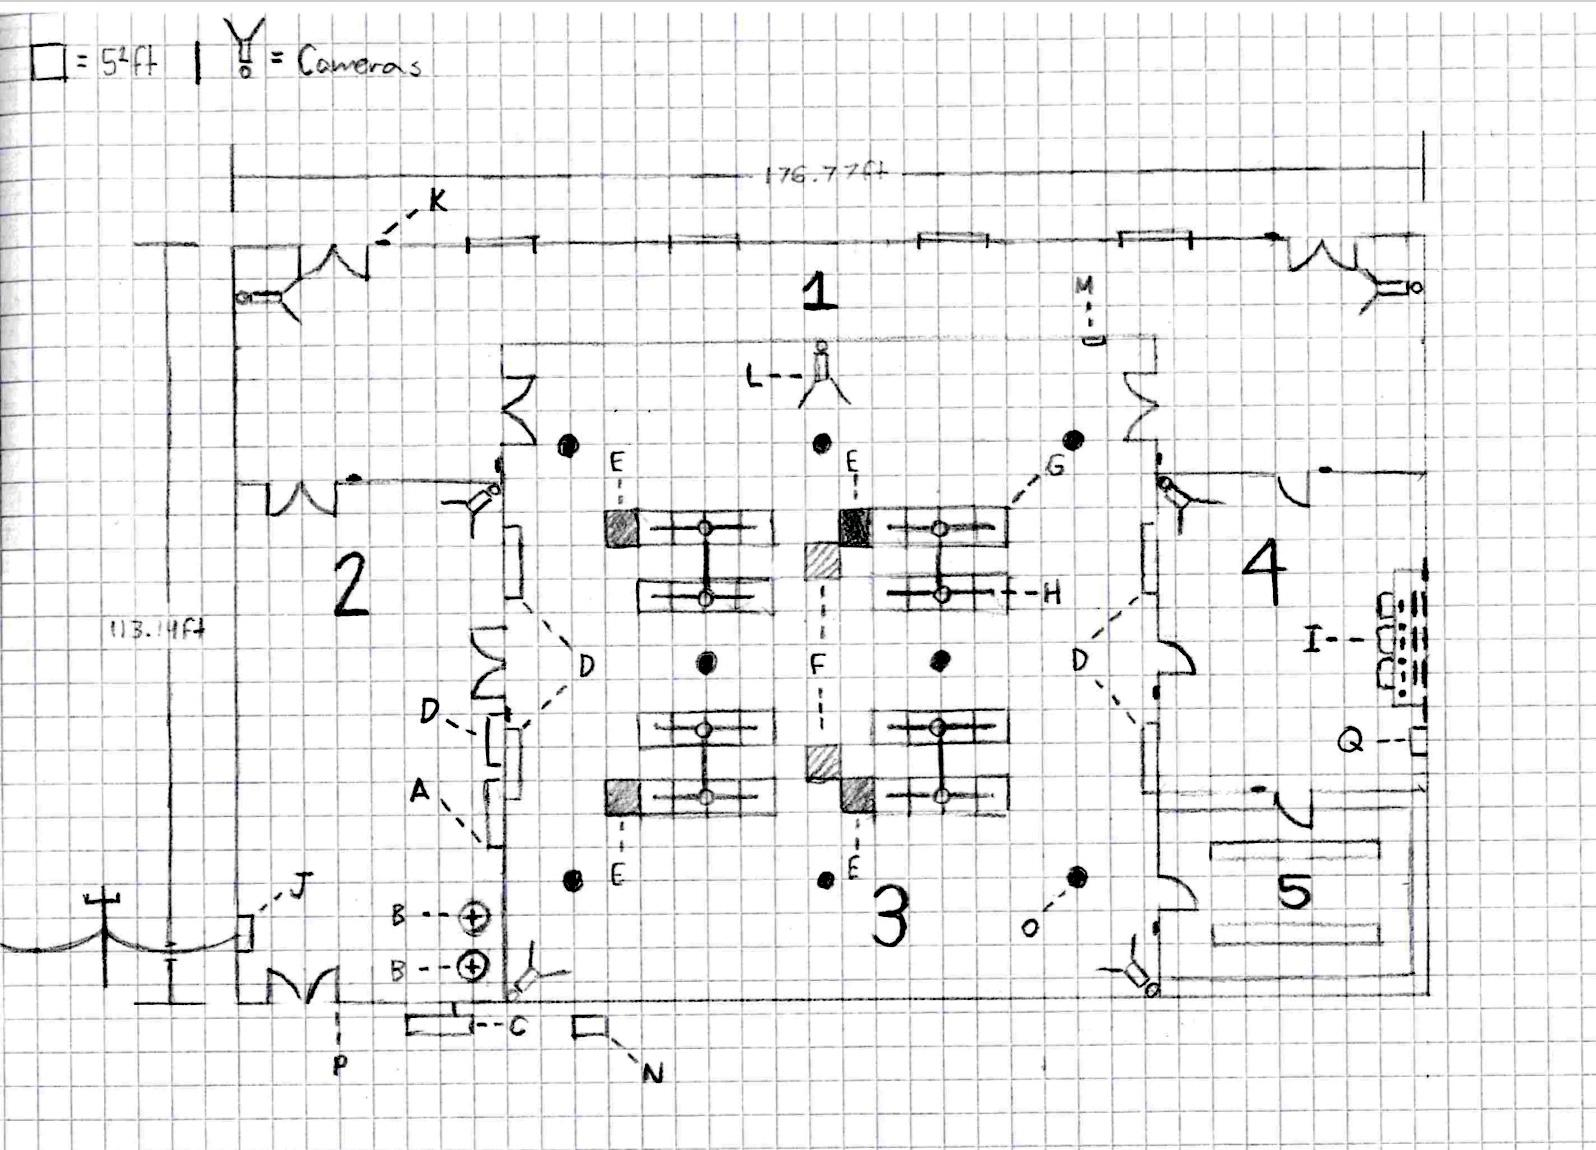 = 5²ft | = Cameras
176.77ft
K
1
M
L
E E G
2 4
H
113.14ft
I
D F D
D
Q
A
J
E E
B 3 5
O
B
C
P N